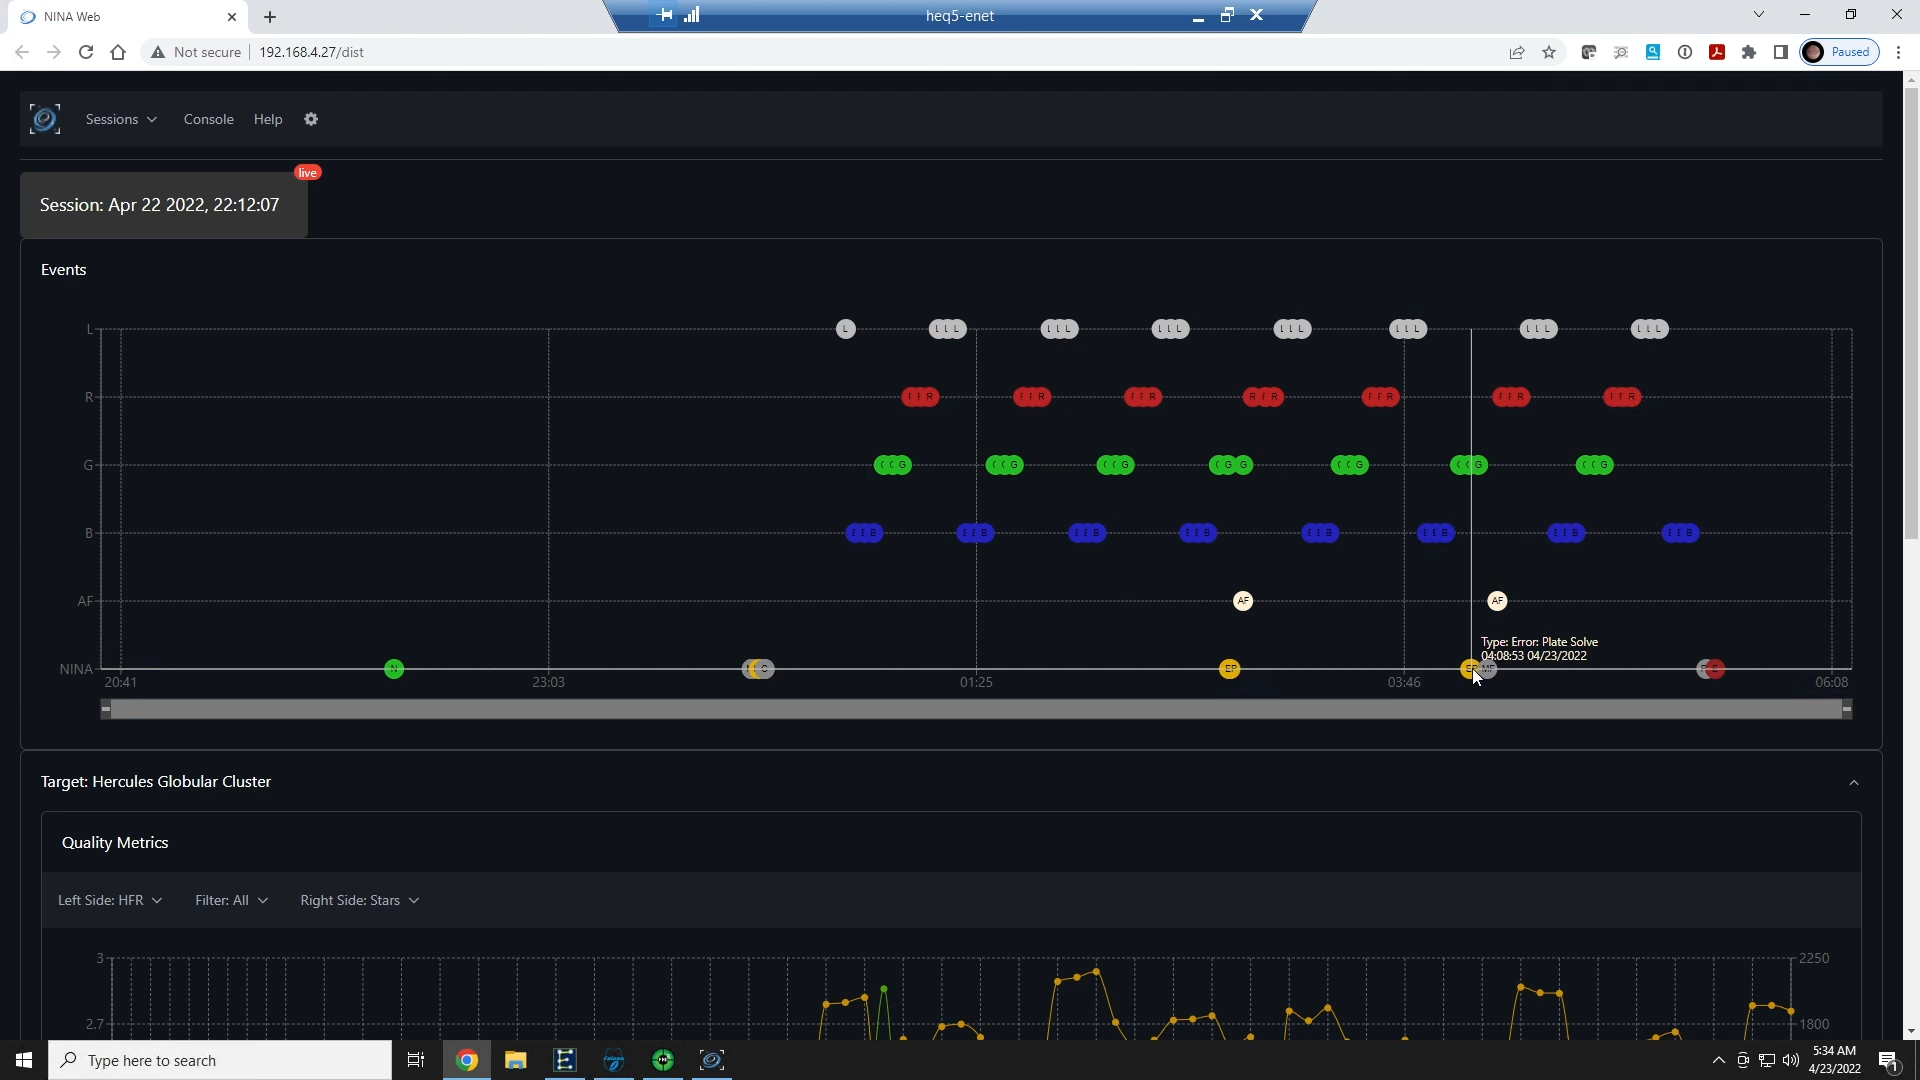 NINA Web
heq5-enet
Not secure
192.168.4.27/dist
Paused
Sessions
Console
Help
live
Session: Apr 22 2022, 22:12:07
Events
L
L
L
L
L
L
L
L
L
R
R
R
R
R R
R
R
R
G
G
G
G
G G
G
G
G
B
B
B
B
B
B
B
B
B
AF
AF
AF
Type: Error: Plate Solve
04:08:53 04/23/2022
NINA
N
C
EP
20:41
23:03
01:25
03:46
06:08
Target: Hercules Globular Cluster
Quality Metrics
Left Side: HFR
Filter: All
Right Side: Stars
3
2250
2.7
1800
Type here to search
5:34 AM
4/23/2022
1